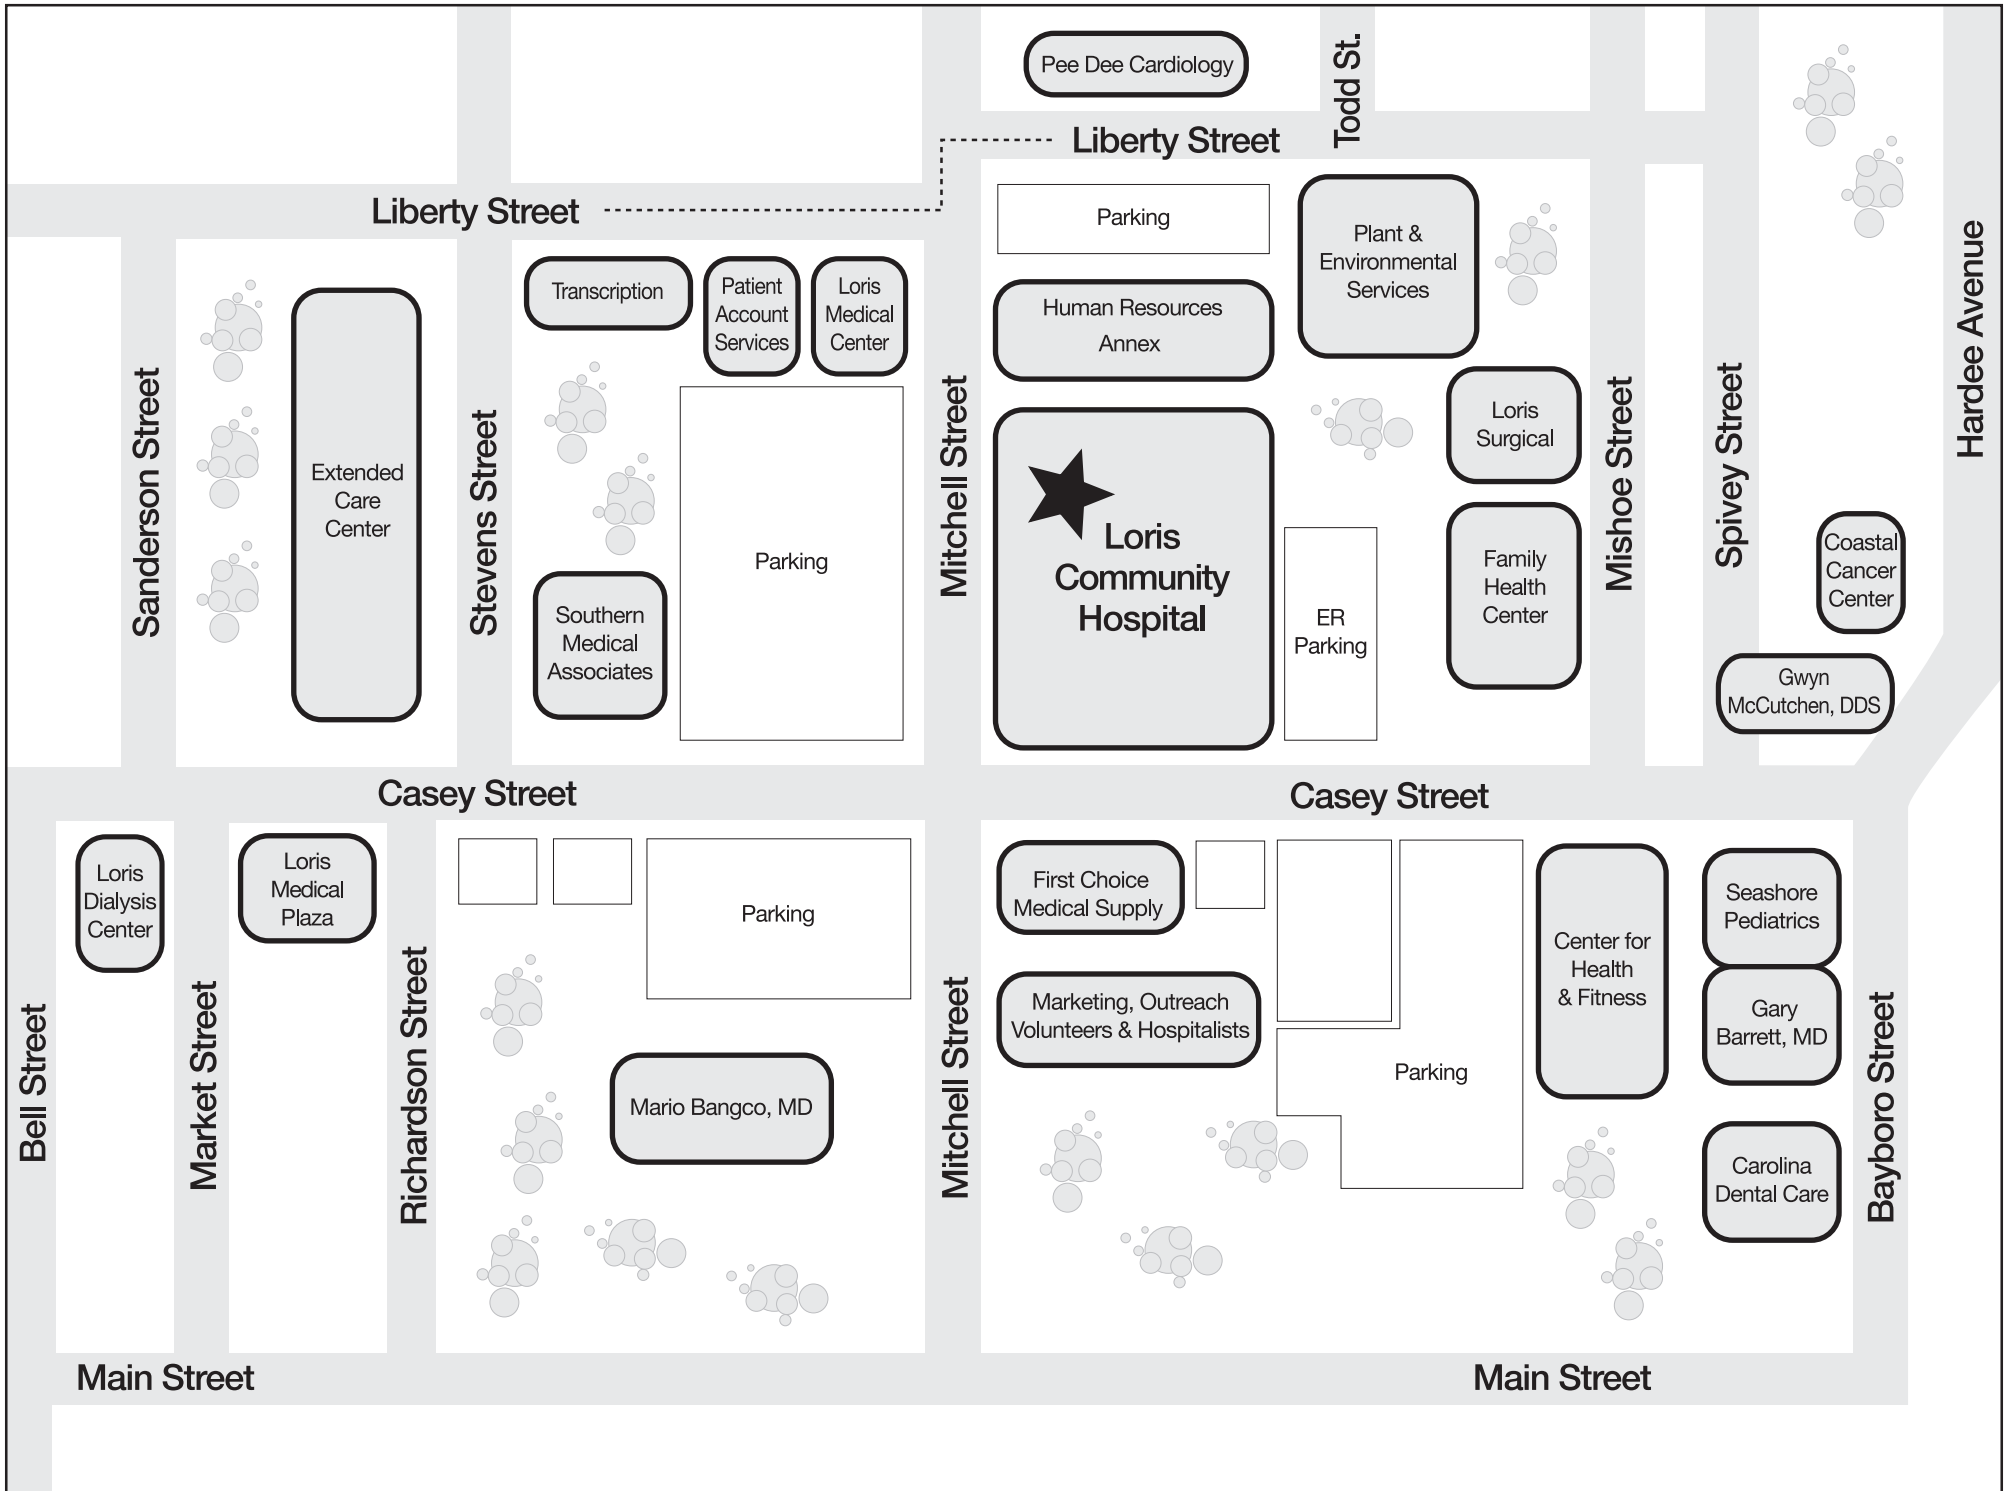 Pee Dee Cardiology
Todd St.
Liberty Street
Liberty Street
Parking
Plant &
Environmental
Services
Human Resources
Annex
Transcription
Patient
Account
Services
Loris
Medical
Center
Hardee Avenue
Sanderson Street
Extended
Care
Center
Stevens Street
Parking
Southern
Medical
Associates
Mitchell Street
Loris
Community
Hospital
ER
Parking
Loris
Surgical
Family
Health
Center
Mishoe Street
Spivey Street
Coastal
Cancer
Center
Gwyn
McCutchen, DDS
Casey Street
Casey Street
Loris
Dialysis
Center
Loris
Medical
Plaza
Parking
First Choice
Medical Supply
Marketing, Outreach
Volunteers & Hospitalists
Parking
Center for
Health
& Fitness
Seashore
Pediatrics
Gary
Barrett, MD
Carolina
Dental Care
Mario Bangco, MD
Bell Street
Market Street
Richardson Street
Mitchell Street
Bayboro Street
Main Street
Main Street